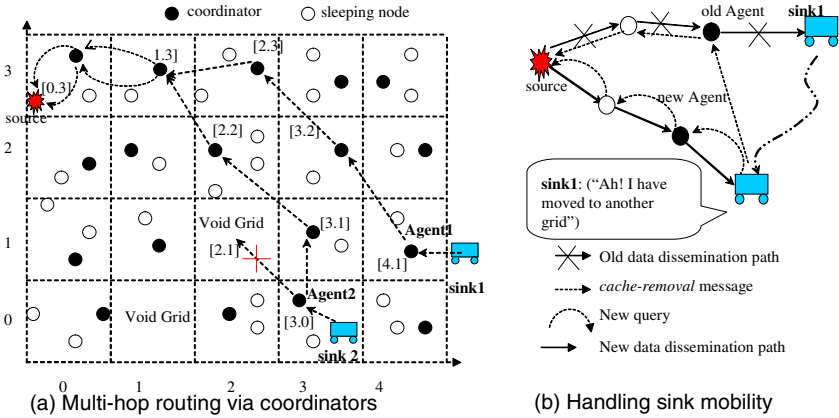 coordinator
sleeping node
3
2
1
0
0
1
2
3
4
[0.3]
source
1.3]
[2.3]
[2.2]
[3.2]
Void Grid
[2.1]
[3.1]
Agent1
[4.1]
sink1
Void Grid
Agent2
[3.0]
sink 2
(a) Multi-hop routing via coordinators
old Agent
sink1
source
new Agent
sink1: (“Ah! I have
moved to another
grid”)
Old data dissemination path
cache-removal message
New query
New data dissemination path
(b) Handling sink mobility